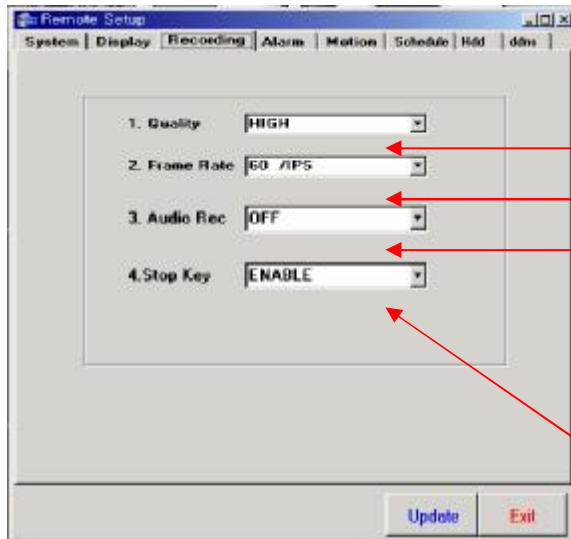 Remote Setup
System Display Recording Alarm Motion Schedule Hdd ddns
1. Quality HIGH
2. Frame Rate 60 /IPS
3. Audio Rec OFF
4.Stop Key ENABLE
Update Exit